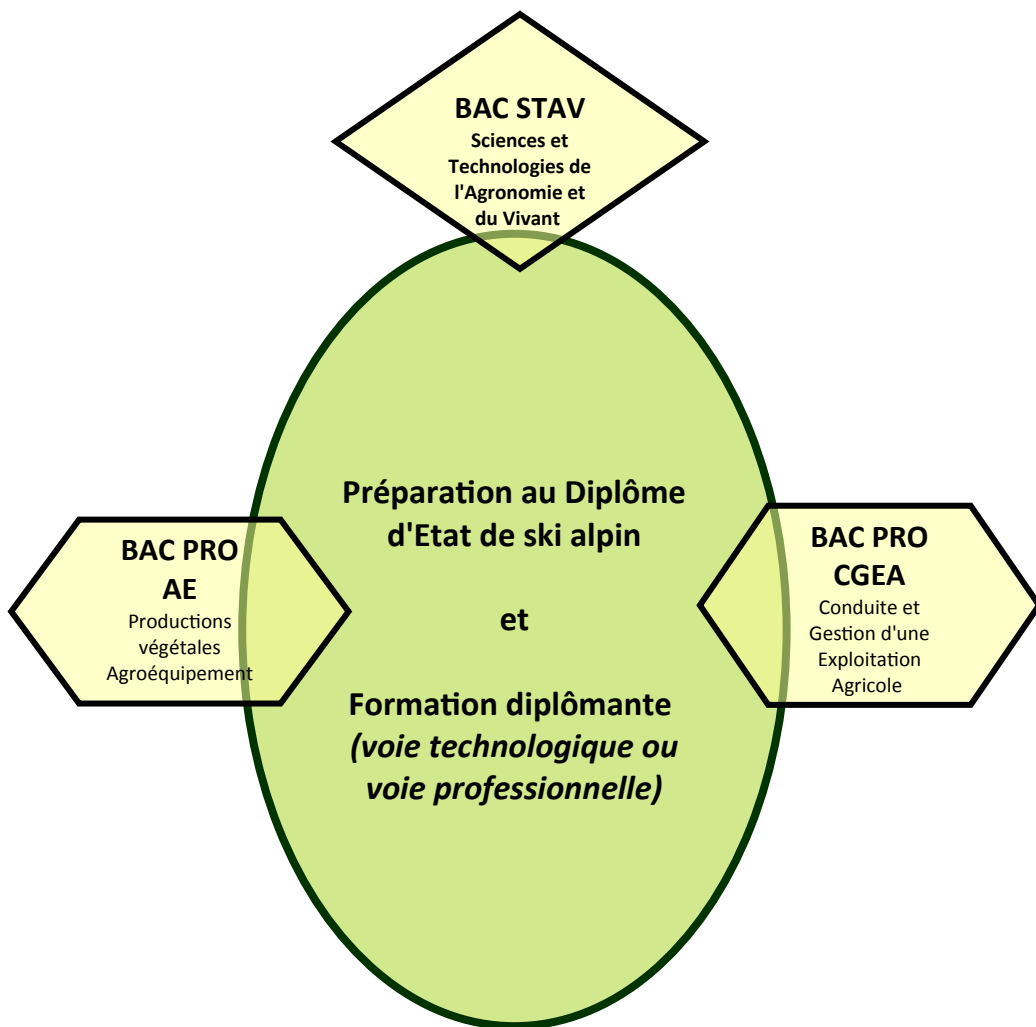 BAC STAV
Sciences et
Technologies de
l'Agronomie et
du Vivant
Préparation au Diplôme
d'Etat de ski alpin
et
Formation diplômante
(voie technologique ou
voie professionnelle)
BAC PRO
AE
Productions
végétales
Agroéquipement
BAC PRO
CGEA
Conduite et
Gestion d'une
Exploitation
Agricole